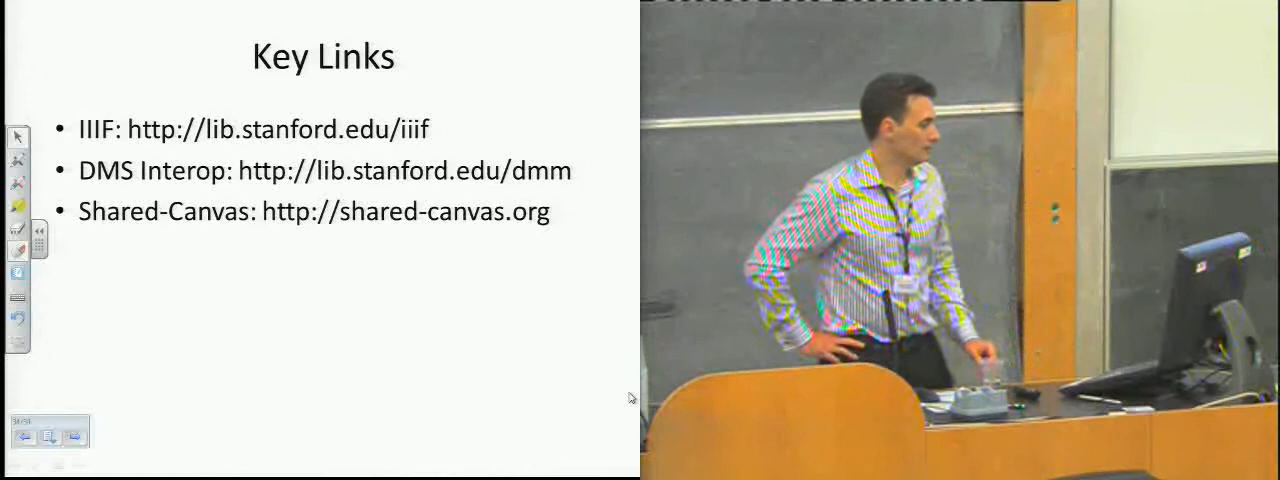 Key Links
• IIIF: http://lib.stanford.edu/iiif
• DMS Interop: http://lib.stanford.edu/dmm
• Shared-Canvas: http://shared-canvas.org